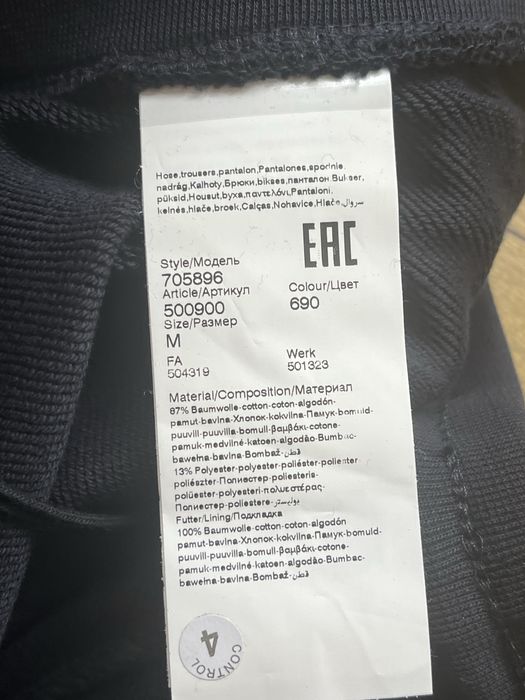 Hose,trousers,pantalon,Pantalones,spodnie,
nadrág,Kalhoty,Брюки,bikses,панталон.Bukser,
püksid,Housut,byxa,παντελόνι,Pantaloni,
kelnės,hlače,broek,Calças,Nohavice,Hlače,سروال
EAC
Style/Модель
705896
Article/Артикул
500900
Size/Размер
M
Colour/Цвет
690
FA
504319
Werk
501323
Material/Composition/Материал
87% Baumwolle-cotton-coton-algodón-
pamut-bavlna-Хлопок-kokvilna-Памук-bomuld-
puuvill-puuvilla-bomull-βαμβάκι-cotone-
pamuk-medvilnė-katoen-algodão-Bumbac-
bawełna-bavlna-Bombaž-قطن
13% Polyester-polyester-poliéster-poliester-
poliészter-Полиестер-poliesteris-
polüester-polyesteri-πολυεστέρας-
Полиестер-poliestere-بوليستر
Futter/Lining/Подкладка
100% Baumwolle-cotton-coton-algodón
pamut-bavlna-Хлопок-kokvilna-Памук-bomuld-
puuvill-puuvilla-bomull-βαμβάκι-cotone-
pamuk-medvilnė-katoen-algodão-Bumbac-
bawełna-bavlna-Bombaž-قطن
4
CONTROL